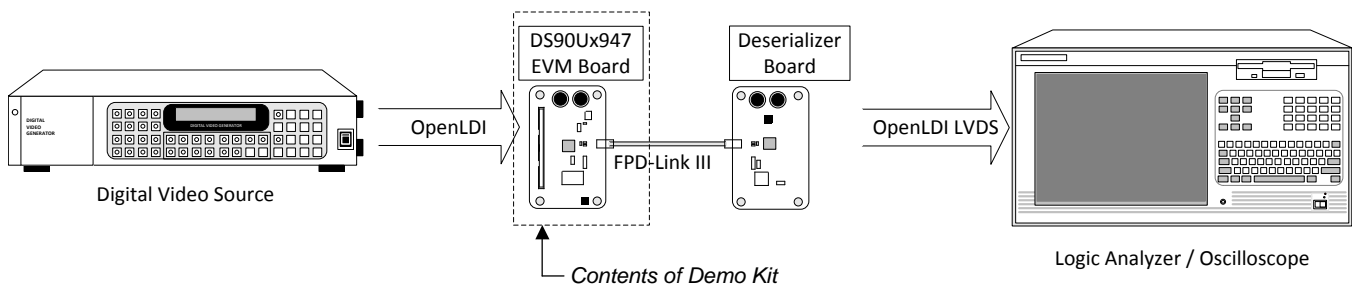 DS90Ux947
EVM Board
Deserializer
Board
DIGITAL
VIDEO
GENERATOR
DIGITAL VIDEO GENERATOR
OpenLDI
FPD-Link III
OpenLDI LVDS
Digital Video Source
Logic Analyzer / Oscilloscope
Contents of Demo Kit